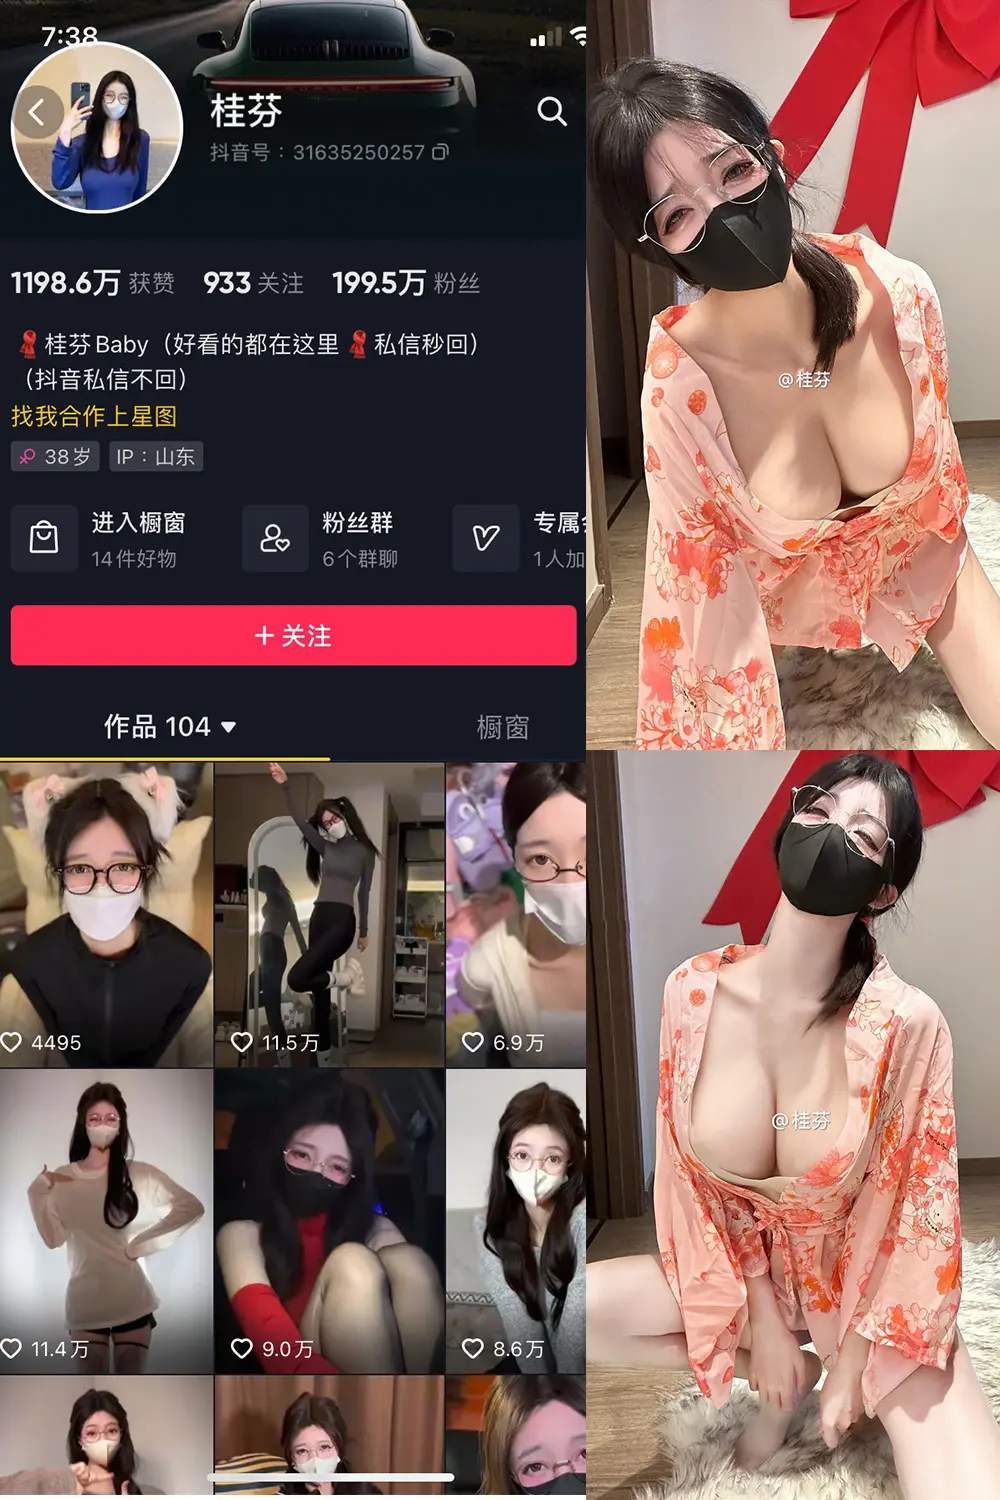 7:38
桂芬
抖音号：31635250257
1198.6万 获赞 933 关注 199.5万 粉丝
桂芬Baby（好看的都在这里 私信秒回）
（抖音私信不回）
找我合作上星图
38岁 IP：山东
进入橱窗
14件好物
粉丝群
6个群聊
专属
1人加
+ 关注
作品 104
橱窗
4495
11.5万
6.9万
11.4万
9.0万
8.6万
@桂芬
@桂芬